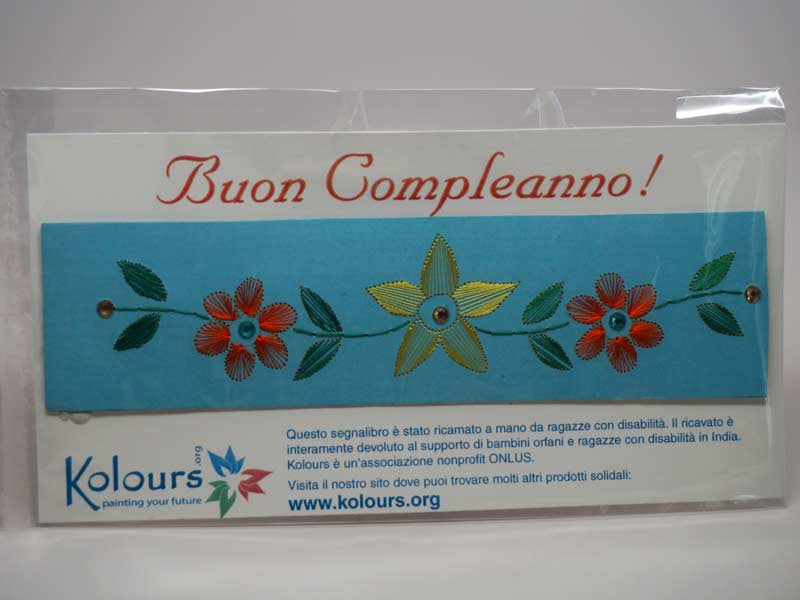 Buon Compleanno!
Questo segnalibro è stato ricamato a mano da ragazze con disabilità. Il ricavato è
interamente devoluto al supporto di bambini orfani e ragazze con disabilità in India.
Kolours è un'associazione nonprofit ONLUS.
Visita il nostro sito dove puoi trovare molti altri prodotti solidali:
www.kolours.org
Kolours.org
painting your future